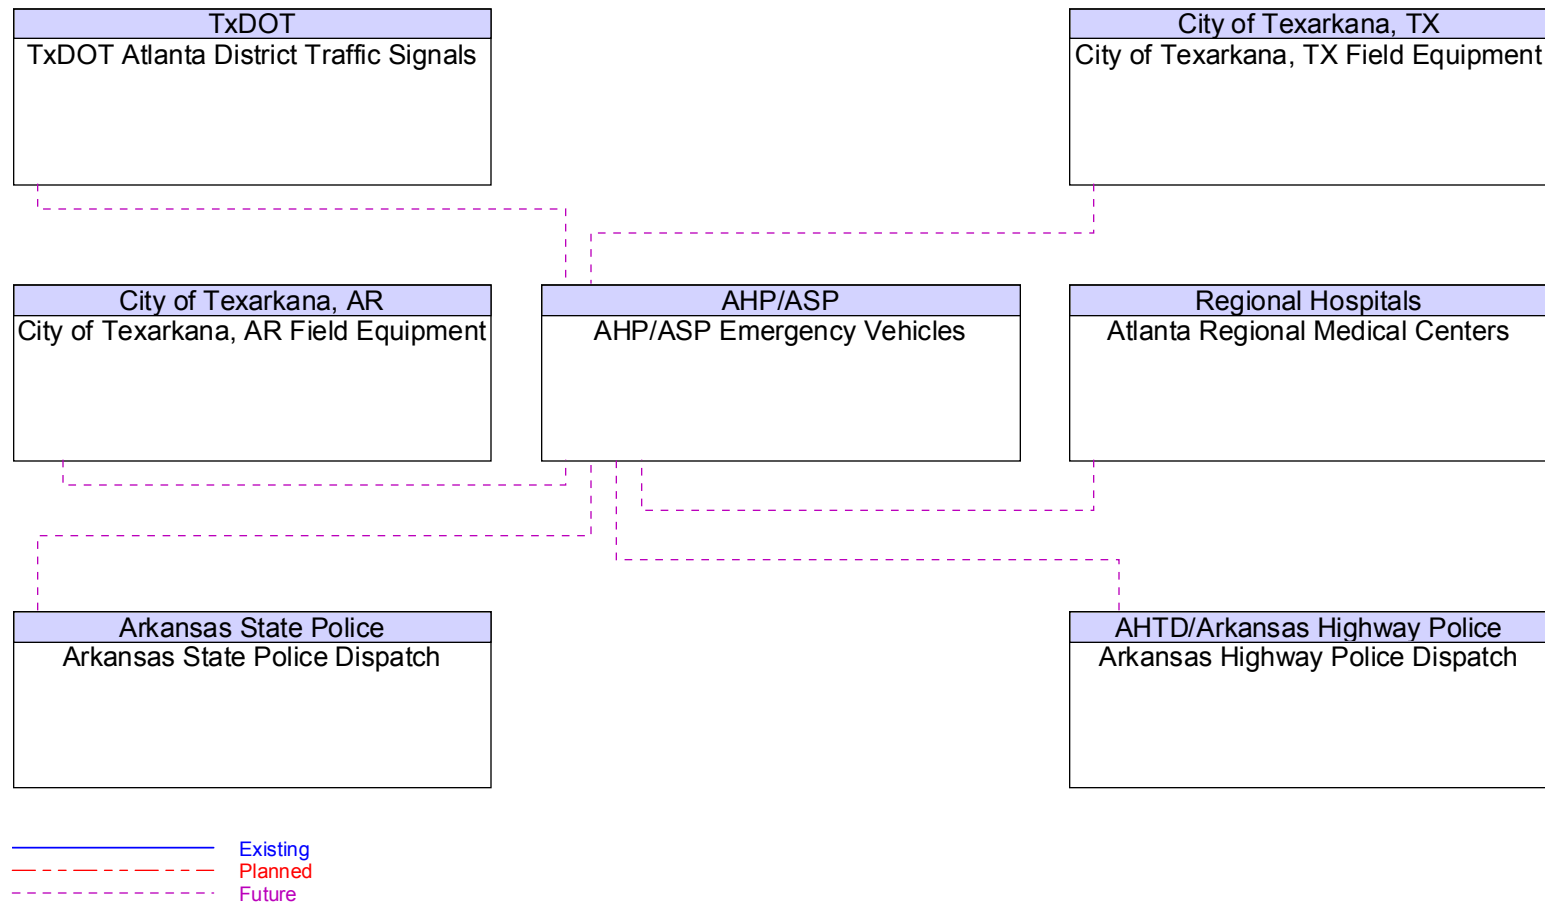 TxDOT
TxDOT Atlanta District Traffic Signals
City of Texarkana, TX
City of Texarkana, TX Field Equipment
City of Texarkana, AR
City of Texarkana, AR Field Equipment
AHP/ASP
AHP/ASP Emergency Vehicles
Regional Hospitals
Atlanta Regional Medical Centers
Arkansas State Police
Arkansas State Police Dispatch
AHTD/Arkansas Highway Police
Arkansas Highway Police Dispatch
Existing
Planned
Future